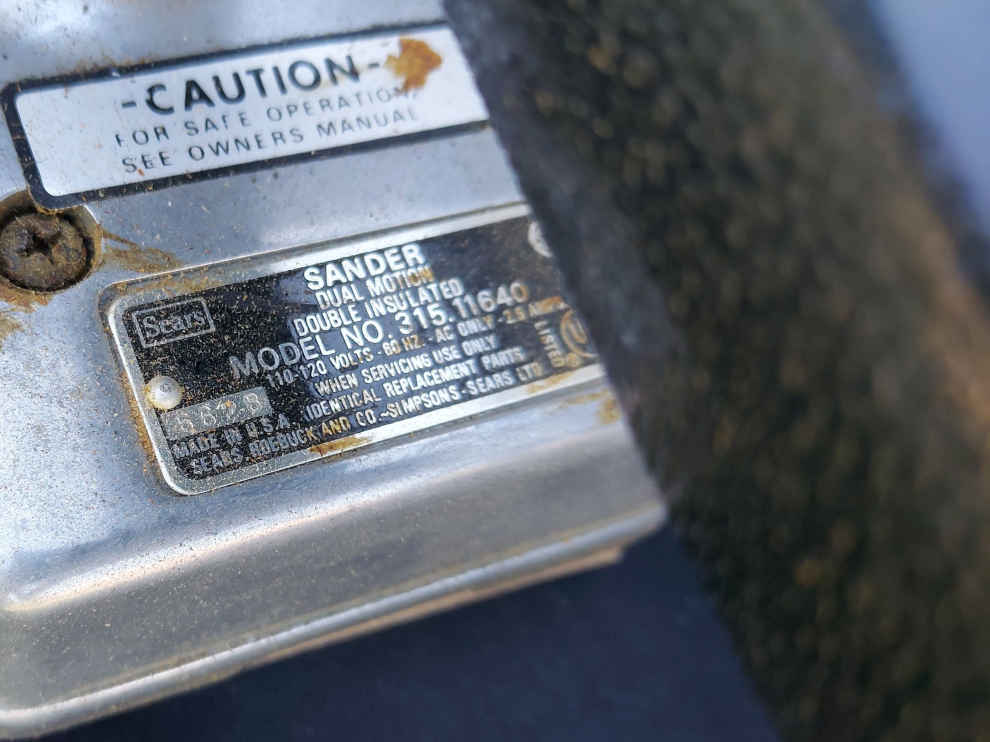 -CAUTION-
FOR SAFE OPERATION
SEE OWNERS MANUAL
SANDER
DUAL MOTION
DOUBLE INSULATED
Sears
MODEL NO. 315.11640
110-120 VOLTS-60 HZ.-AC ONLY-2.5 AMPS
(WHEN SERVICING USE ONLY
IDENTICAL REPLACEMENT PARTS
LISTED
MADE IN U.S.A.
SEARS ROEBUCK AND CO.-SIMPSONS-SEARS LTD.